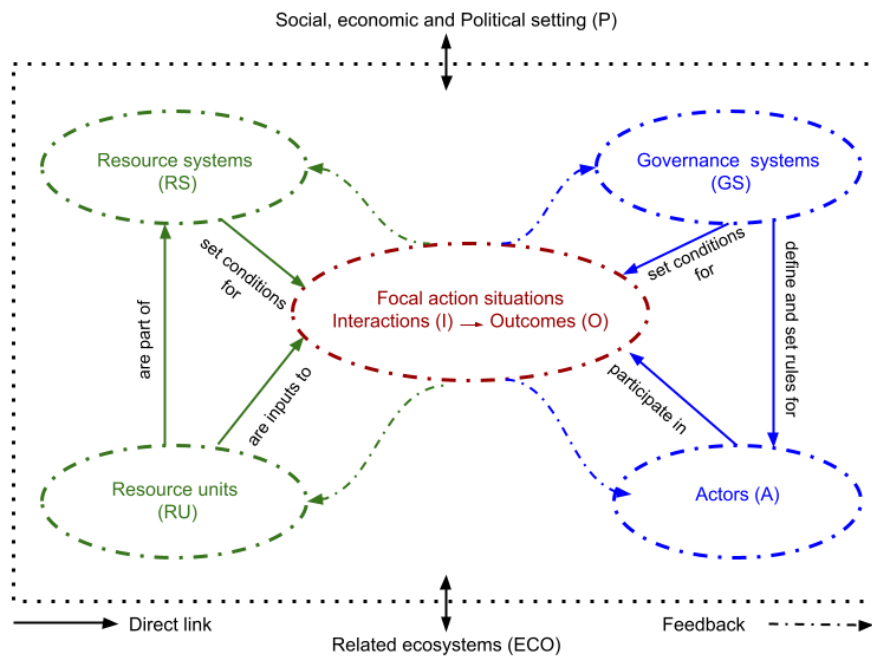 Social, economic and Political setting (P)
Resource systems
(RS)
Governance systems
(GS)
set conditions
for
set conditions
for
Focal action situations
Interactions (I) → Outcomes (O)
are part of
define and set rules for
are inputs to
participate in
Resource units
(RU)
Actors (A)
Direct link
Feedback
Related ecosystems (ECO)